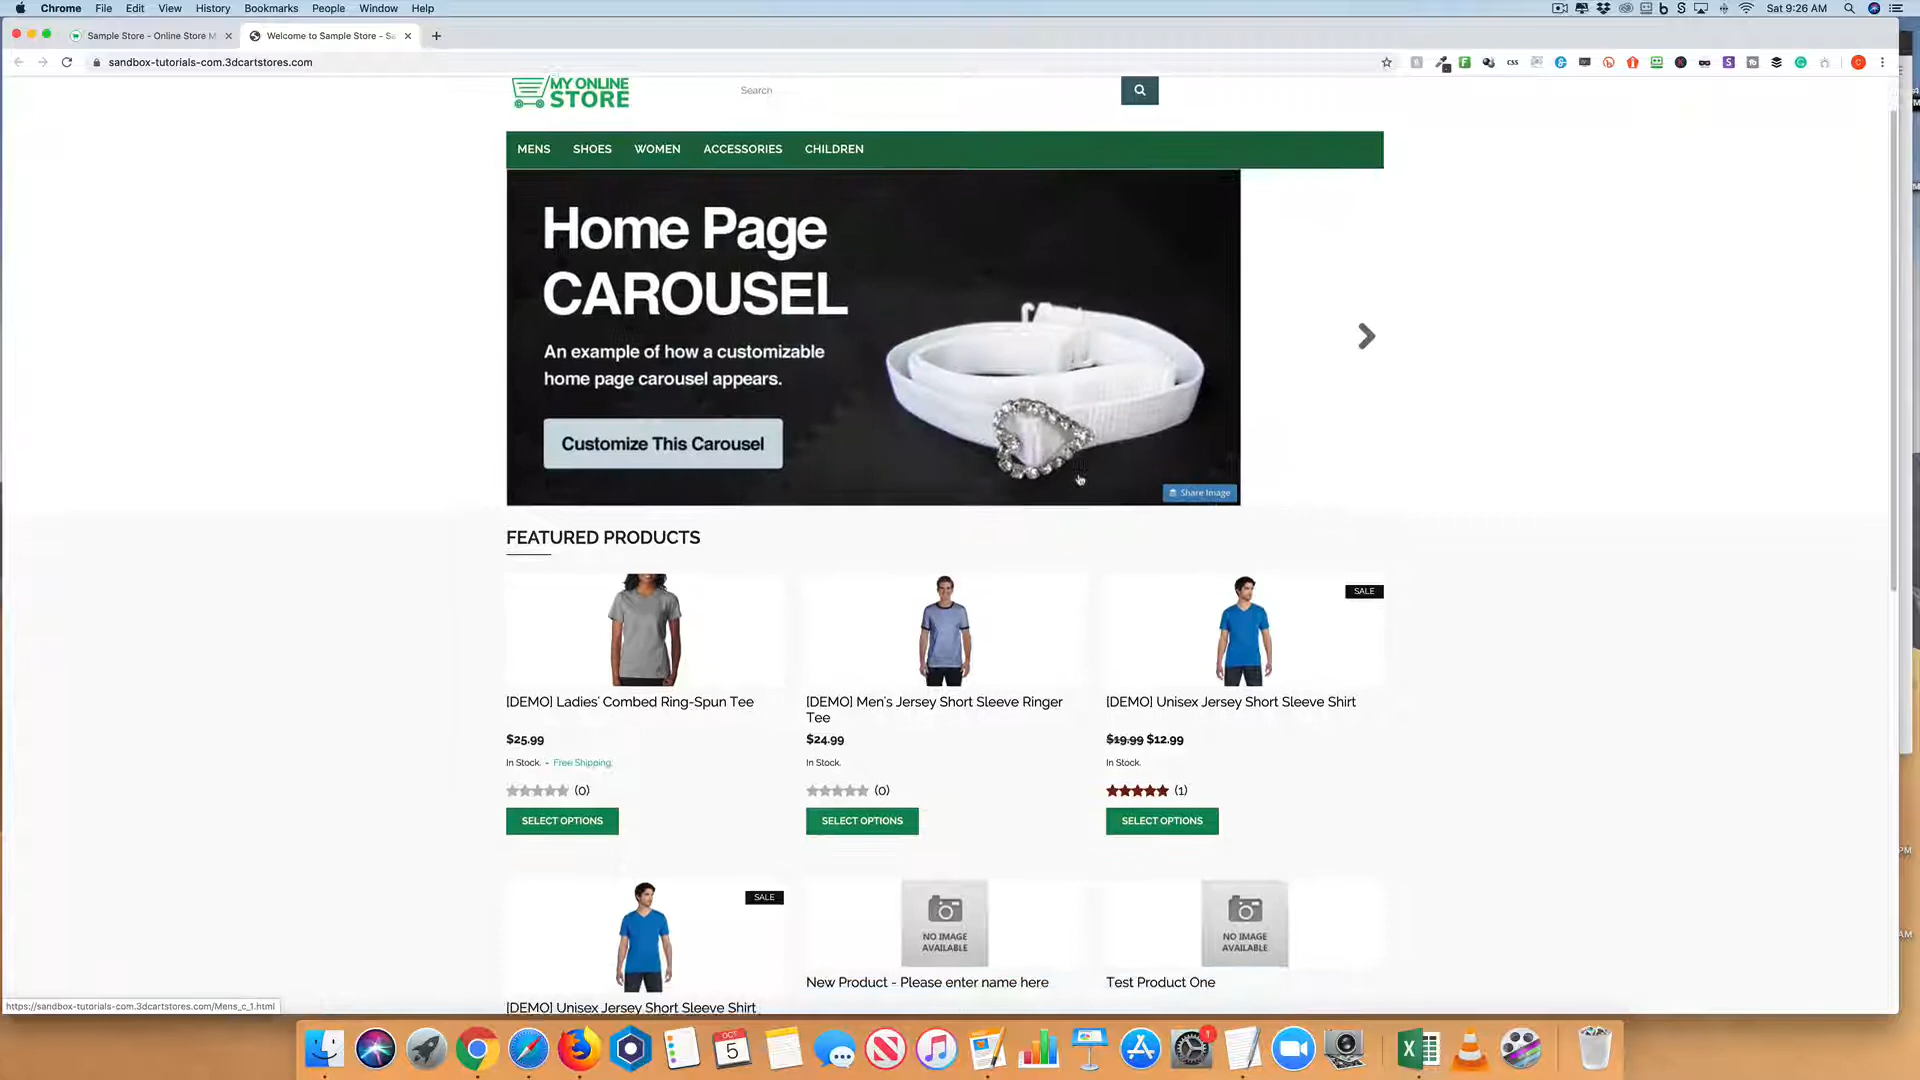 Chrome File Edit View History Bookmarks People Window Help
Sat 9:26 AM
Sample Store - Online Store M
Welcome to Sample Store - Sa
sandbox-tutorials-com.3dcartstores.com
MY ONLINE
STORE
Search
MENS SHOES WOMEN ACCESSORIES CHILDREN
Home Page
CAROUSEL
An example of how a customizable
home page carousel appears.
Customize This Carousel
Share Image
FEATURED PRODUCTS
SALE
[DEMO] Ladies' Combed Ring-Spun Tee
[DEMO] Men's Jersey Short Sleeve Ringer
Tee
[DEMO] Unisex Jersey Short Sleeve Shirt
$25.99
$24.99
$19.99 $12.99
In Stock. - Free Shipping.
In Stock.
In Stock.
(0)
(0)
(1)
SELECT OPTIONS
SELECT OPTIONS
SELECT OPTIONS
SALE
NO IMAGE
AVAILABLE
NO IMAGE
AVAILABLE
New Product - Please enter name here
Test Product One
[DEMO] Unisex Jersey Short Sleeve Shirt
https://sandbox-tutorials-com.3dcartstores.com/Mens_c_1.html
PM
AM
OCT
5
1